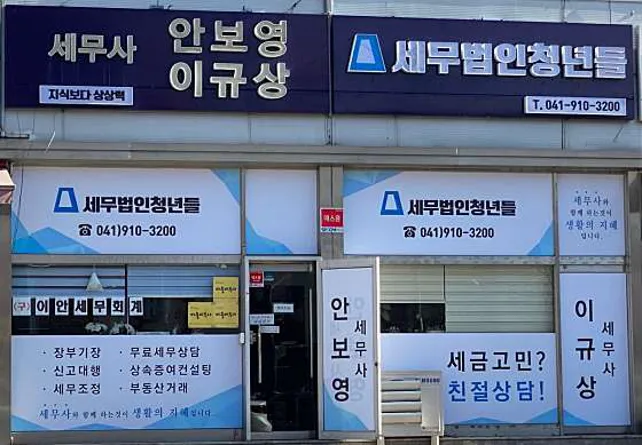 세무사 안보영
이규상
지식보다 상상력
세무법인청년들
T. 041-910-3200
세무법인청년들
☎ 041)910-3200
세무법인청년들
☎ 041)910-3200
세무사와
함께 하는것이
생활의 지혜
입니다.
(구) 이안세무회계
· 장부기장 · 무료세무상담
· 신고대행 · 상속증여컨설팅
· 세무조정 · 부동산거래
세무사와 함께 하는것이 생활의 지혜입니다
세무사
안보영
세금고민?
친절상담!
세무사
이규상